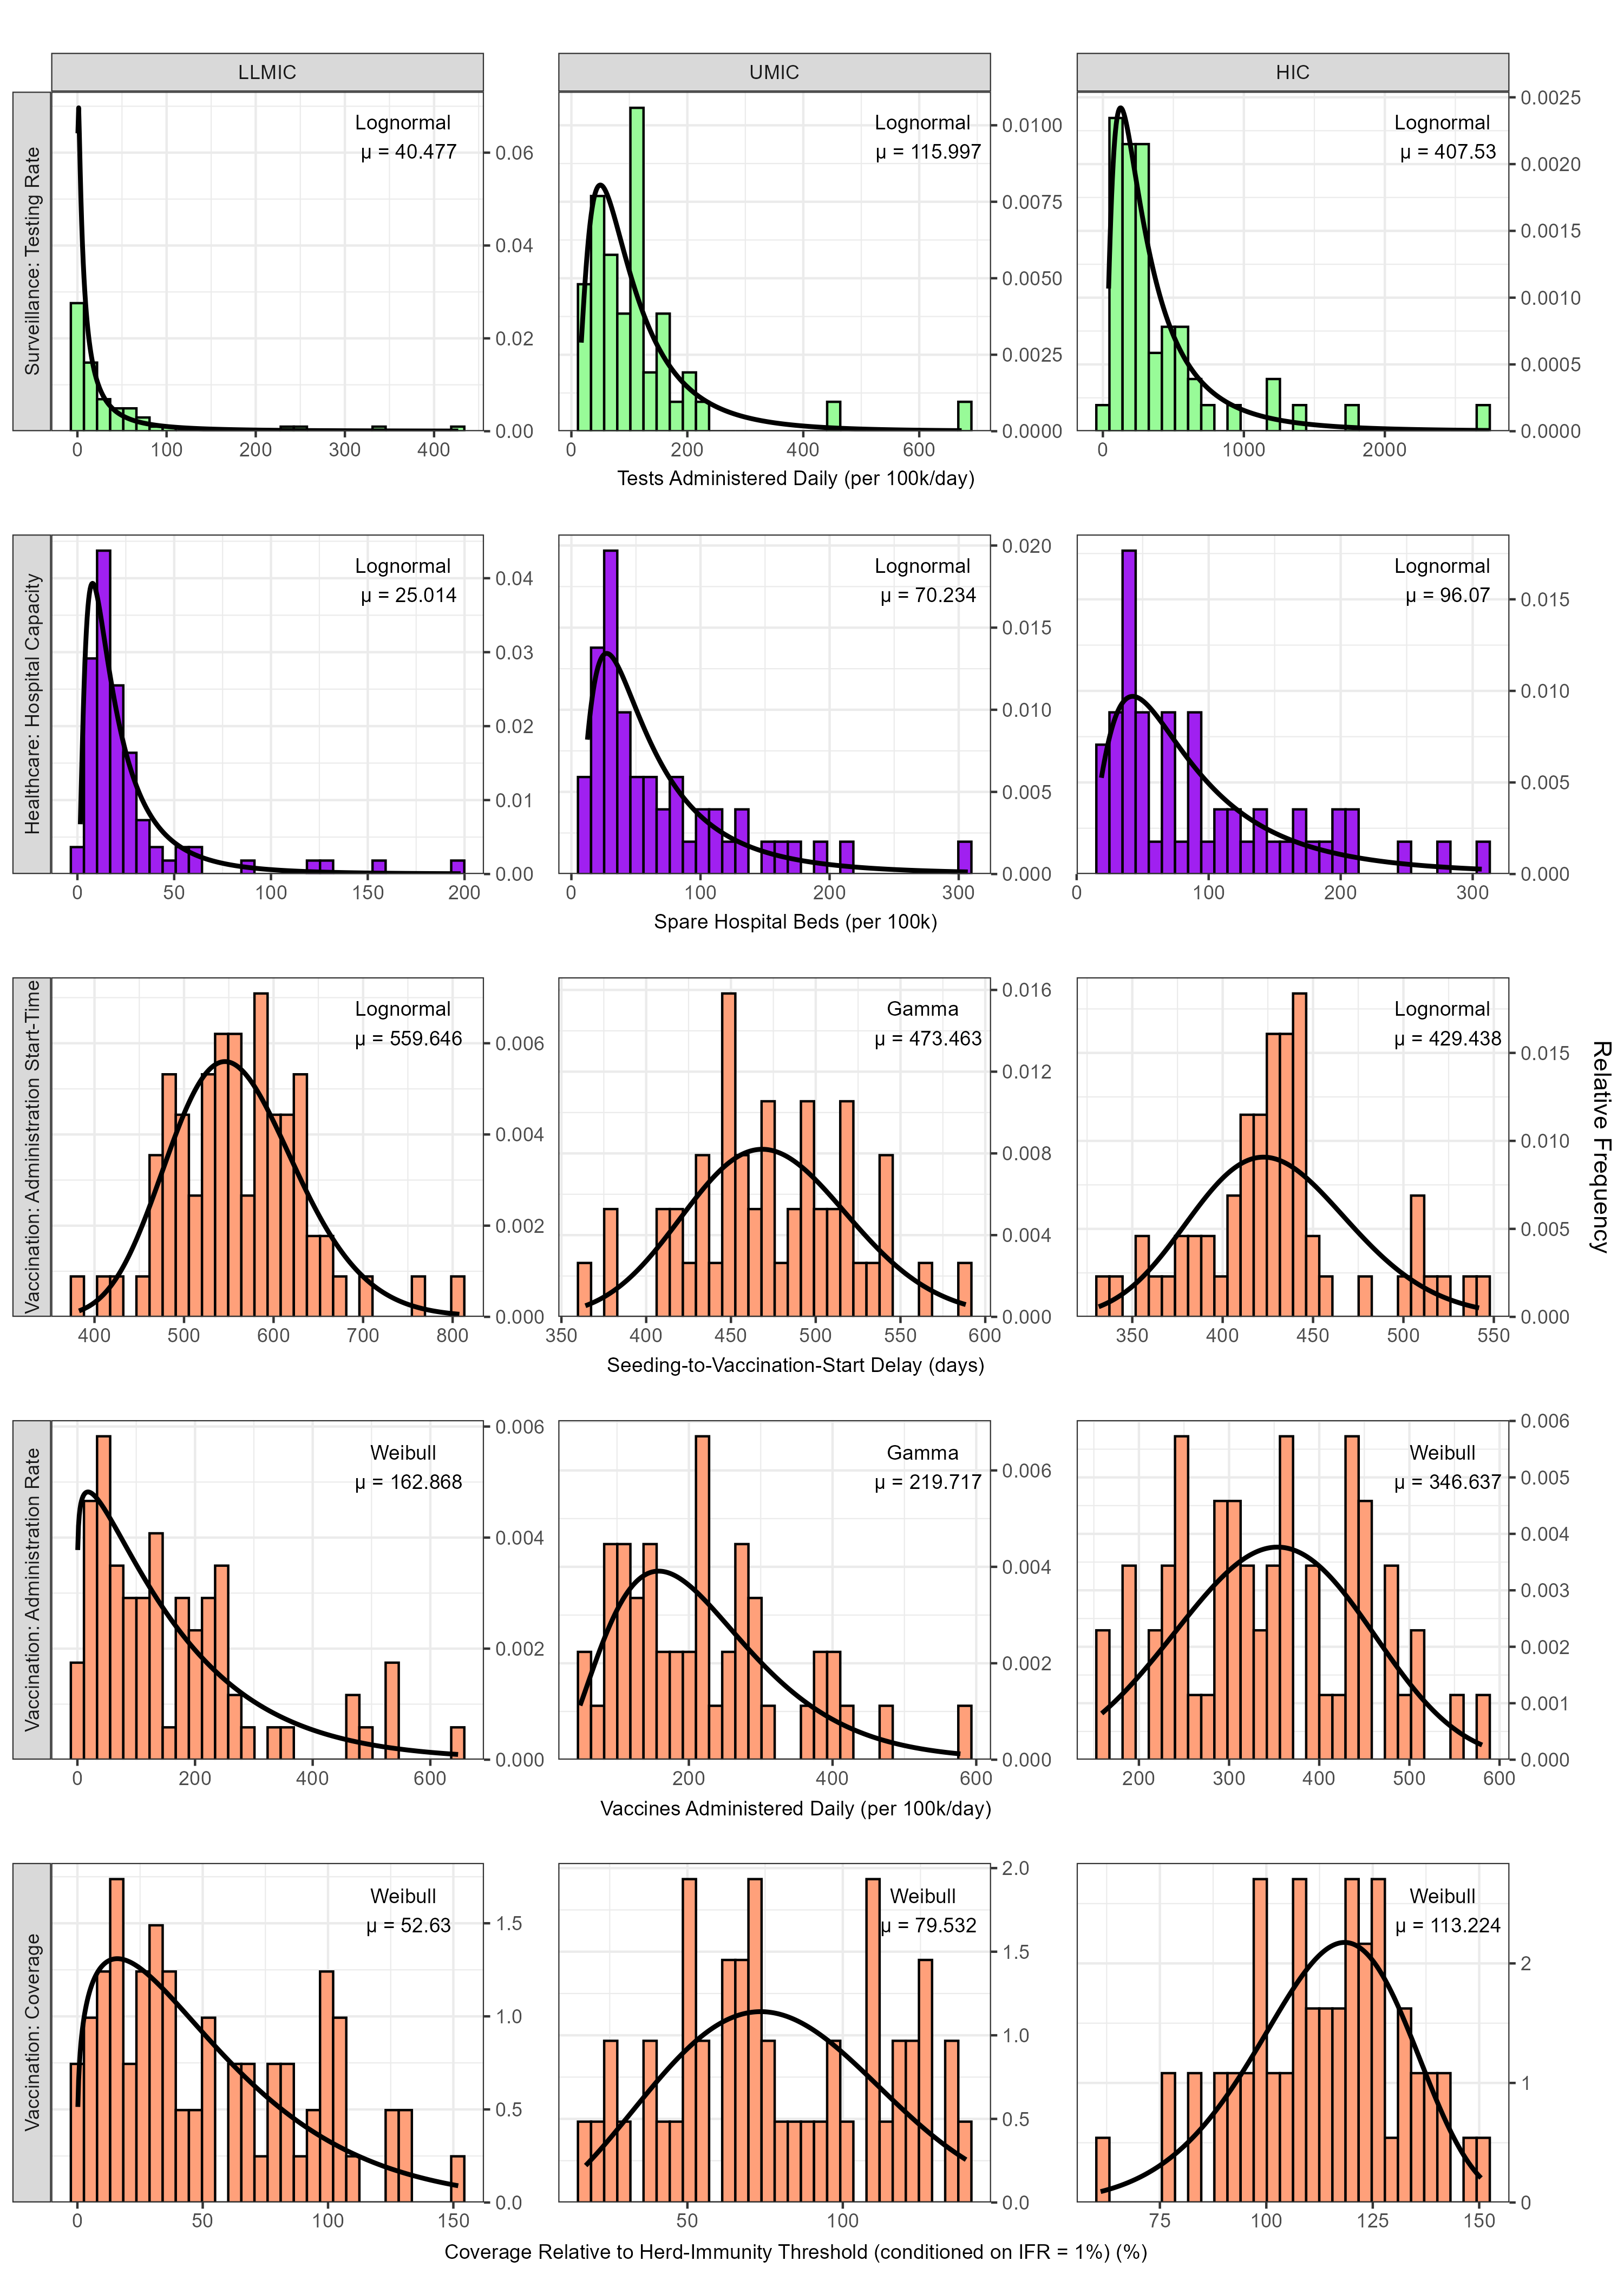 LLMIC
UMIC
HIC
Surveillance: Testing Rate
Lognormal
μ = 40.477
0.06
0.04
0.02
0.00
0 100 200 300 400
Lognormal
μ = 115.997
0.0100
0.0075
0.0050
0.0025
0.0000
0 200 400 600
Lognormal
μ = 407.53
0.0025
0.0020
0.0015
0.0010
0.0005
0.0000
0 1000 2000
Tests Administered Daily (per 100k/day)
Healthcare: Hospital Capacity
Lognormal
μ = 25.014
0.04
0.03
0.02
0.01
0.00
0 50 100 150 200
Lognormal
μ = 70.234
0.020
0.015
0.010
0.005
0.000
0 100 200 300
Lognormal
μ = 96.07
0.015
0.010
0.005
0.000
0 100 200 300
Spare Hospital Beds (per 100k)
Vaccination: Administration Start-Time
Lognormal
μ = 559.646
0.006
0.004
0.002
0.000
400 500 600 700 800
Gamma
μ = 473.463
0.016
0.012
0.008
0.004
0.000
350 400 450 500 550 600
Lognormal
μ = 429.438
0.015
0.010
0.005
0.000
350 400 450 500 550
Relative Frequency
Seeding-to-Vaccination-Start Delay (days)
Vaccination: Administration Rate
Weibull
μ = 162.868
0.006
0.004
0.002
0.000
0 200 400 600
Gamma
μ = 219.717
0.006
0.004
0.002
0.000
200 400 600
Weibull
μ = 346.637
0.006
0.005
0.004
0.003
0.002
0.001
0.000
200 300 400 500 600
Vaccines Administered Daily (per 100k/day)
Vaccination: Coverage
Weibull
μ = 52.63
1.5
1.0
0.5
0.0
0 50 100 150
Weibull
μ = 79.532
2.0
1.5
1.0
0.5
0.0
50 100
Weibull
μ = 113.224
2
1
0
75 100 125 150
Coverage Relative to Herd-Immunity Threshold (conditioned on IFR = 1%) (%)